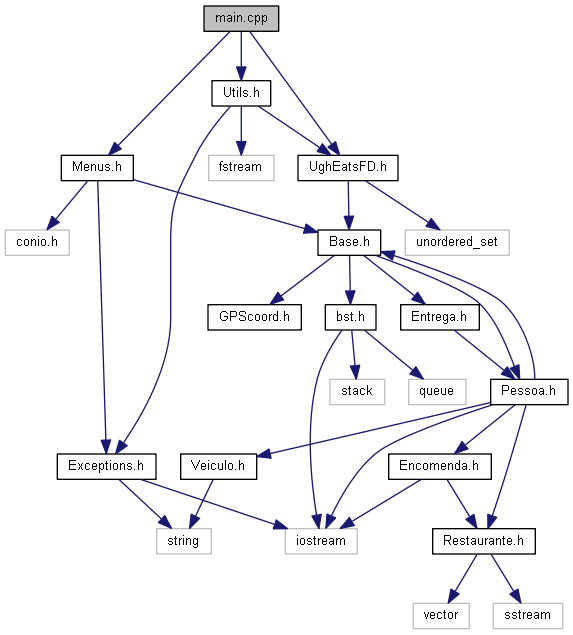 main.cpp
Utils.h
Menus.h
fstream
UghEatsFD.h
conio.h
Base.h
unordered_set
GPScoord.h
bst.h
Entrega.h
stack
queue
Pessoa.h
Exceptions.h
Veiculo.h
Encomenda.h
string
iostream
Restaurante.h
vector
sstream